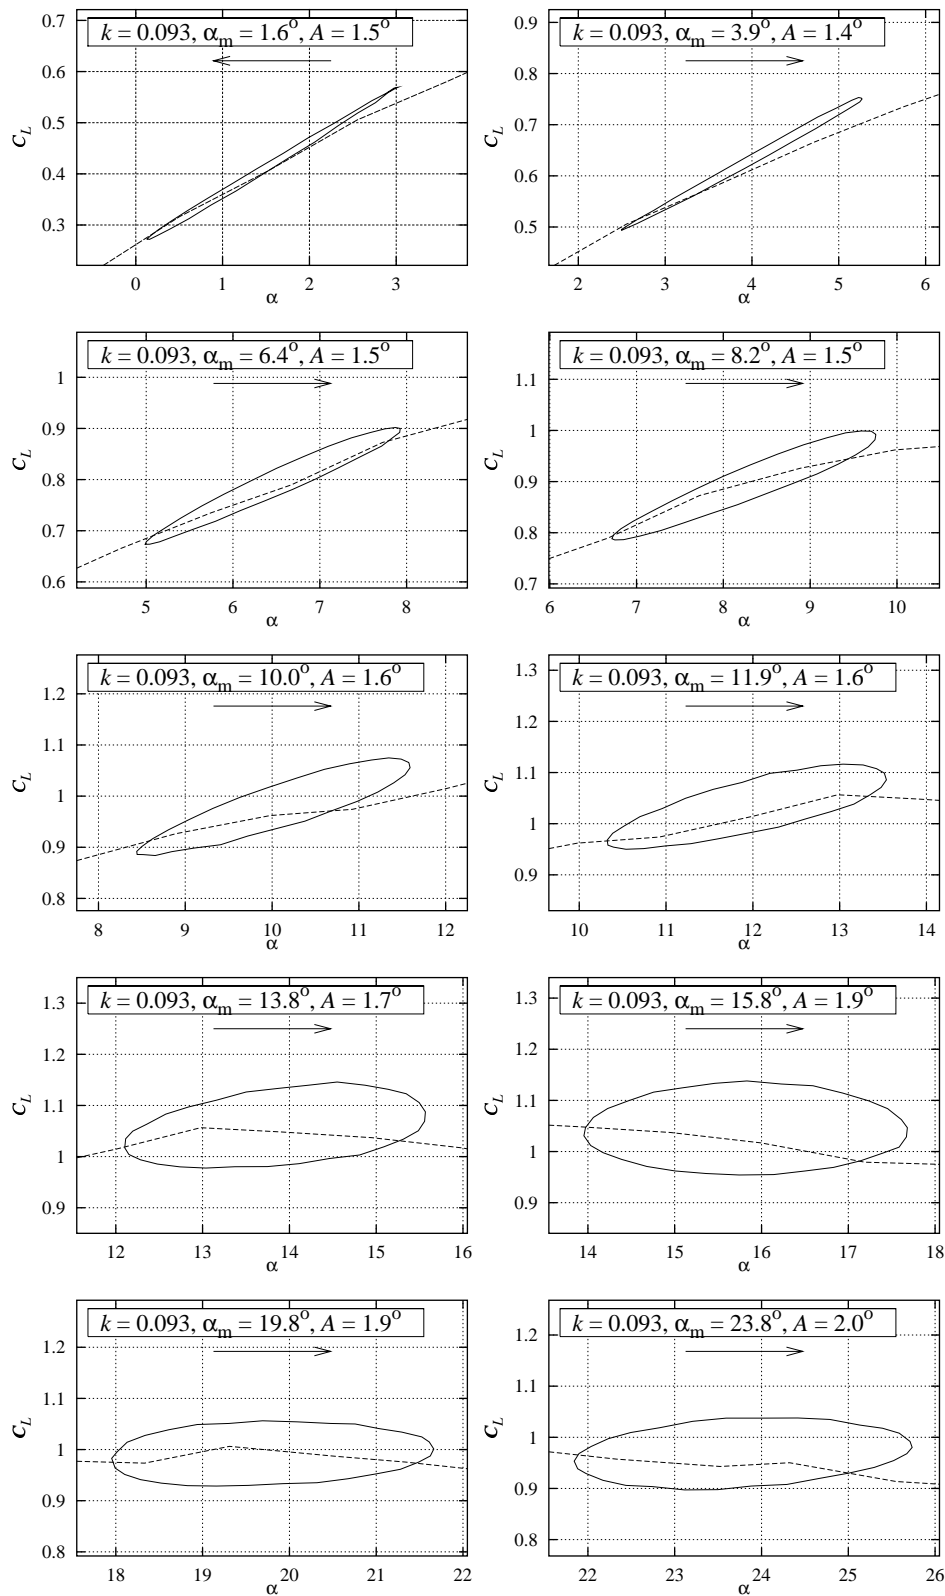 k = 0.093, αm = 1.6°, A = 1.5°
CL
0.7
0.6
0.5
0.4
0.3
0 1 2 3
α
k = 0.093, αm = 3.9°, A = 1.4°
CL
0.9
0.8
0.7
0.6
0.5
2 3 4 5 6
α
k = 0.093, αm = 6.4°, A = 1.5°
CL
1
0.9
0.8
0.7
0.6
5 6 7 8
α
k = 0.093, αm = 8.2°, A = 1.5°
CL
1.1
1
0.9
0.8
0.7
6 7 8 9 10
α
k = 0.093, αm = 10.0°, A = 1.6°
CL
1.2
1.1
1
0.9
0.8
8 9 10 11 12
α
k = 0.093, αm = 11.9°, A = 1.6°
CL
1.3
1.2
1.1
1
0.9
10 11 12 13 14
α
k = 0.093, αm = 13.8°, A = 1.7°
CL
1.3
1.2
1.1
1
0.9
12 13 14 15 16
α
k = 0.093, αm = 15.8°, A = 1.9°
CL
1.3
1.2
1.1
1
0.9
14 15 16 17 18
α
k = 0.093, αm = 19.8°, A = 1.9°
CL
1.2
1.1
1
0.9
0.8
18 19 20 21 22
α
k = 0.093, αm = 23.8°, A = 2.0°
CL
1.2
1.1
1
0.9
0.8
22 23 24 25 26
α